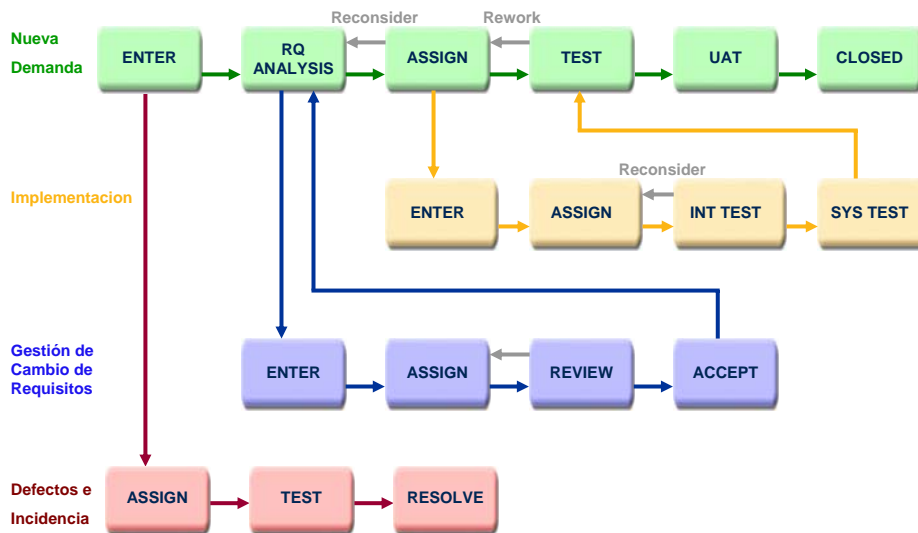 Reconsider
Rework
Nueva
Demanda
ENTER
RQ
ANALYSIS
ASSIGN
TEST
UAT
CLOSED
Reconsider
Implementacion
ENTER
ASSIGN
INT TEST
SYS TEST
Gestión de
Cambio de
Requisitos
ENTER
ASSIGN
REVIEW
ACCEPT
Defectos e
Incidencia
ASSIGN
TEST
RESOLVE